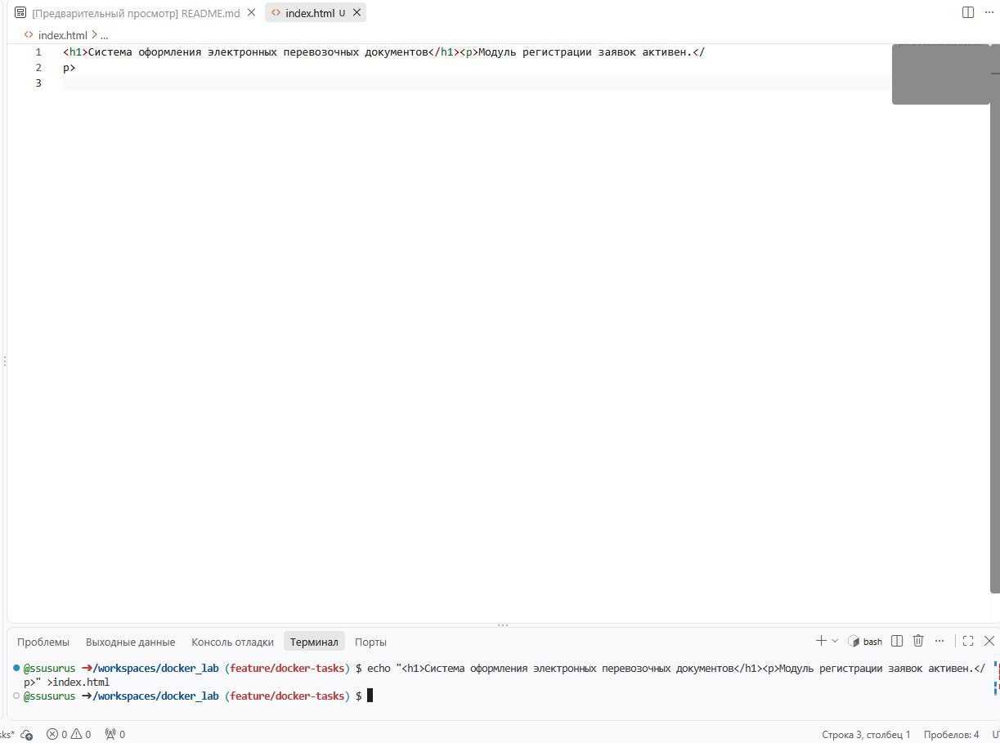 [Предварительный просмотр] README.md
index.html U
index.html > ...
1 <h1>Система оформления электронных перевозочных документов</h1><p>Модуль регистрации заявок активен.</
2 p>
3
Проблемы Выходные данные Консоль отладки Терминал Порты
bash
@ssusurus ➜/workspaces/docker_lab (feature/docker-tasks) $ echo "<h1>Система оформления электронных перевозочных документов</h1><p>Модуль регистрации заявок активен.</
p>" >index.html
@ssusurus ➜/workspaces/docker_lab (feature/docker-tasks) $
sks* 0 0 0
Строка 3, столбец 1 Пробелов: 4